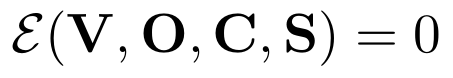 ℰ(𝐕, 𝐎, 𝐂, 𝐒) = 0